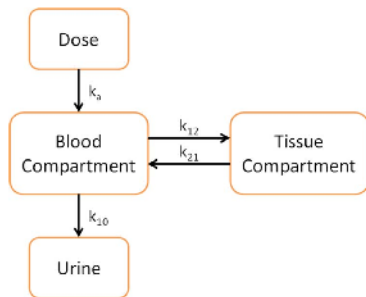 Dose
kₐ
Blood
Compartment
k₁₂
k₂₁
Tissue
Compartment
k₁₀
Urine